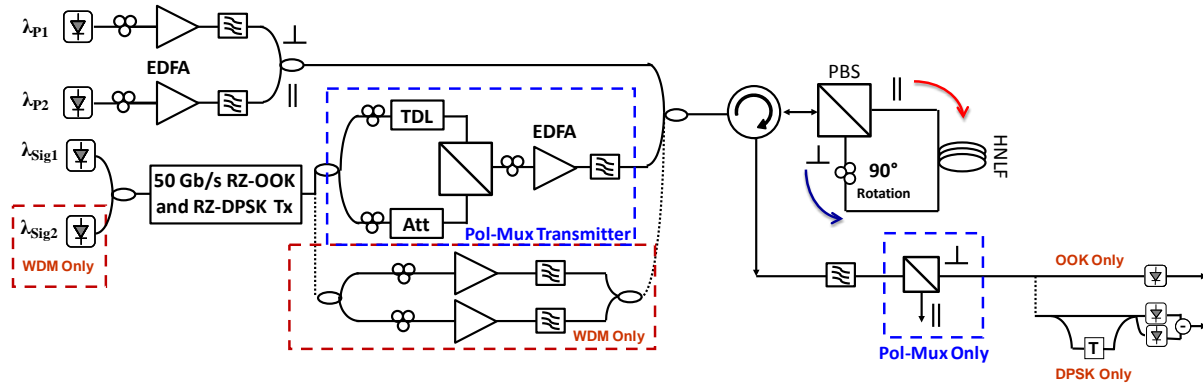 λP1
⊥
PBS
||
EDFA
λP2
||
TDL
EDFA
HNLF
⊥
90°
Rotation
λSig1
50 Gb/s RZ-OOK
and RZ-DPSK Tx
λSig2
Att
Pol-Mux Transmitter
WDM Only
⊥
OOK Only
||
WDM Only
Pol-Mux Only
T
DPSK Only